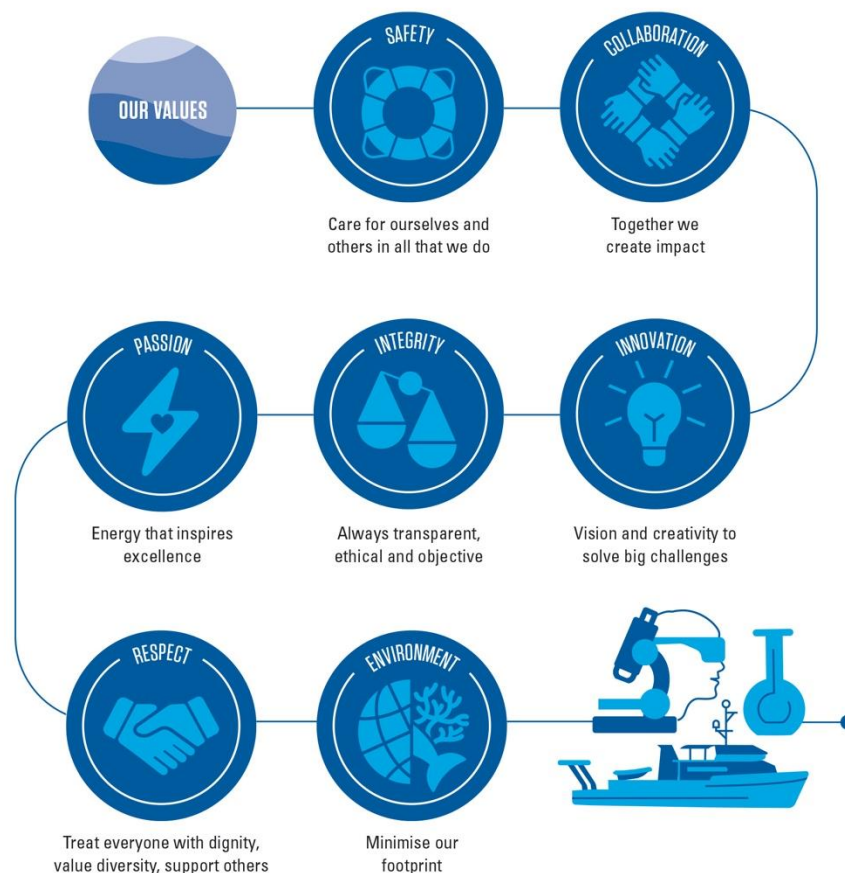 OUR VALUES
SAFETY
Care for ourselves and
others in all that we do
COLLABORATION
Together we
create impact
INNOVATION
Vision and creativity to
solve big challenges
INTEGRITY
Always transparent,
ethical and objective
PASSION
Energy that inspires
excellence
RESPECT
Treat everyone with dignity,
value diversity, support others
ENVIRONMENT
Minimise our
footprint